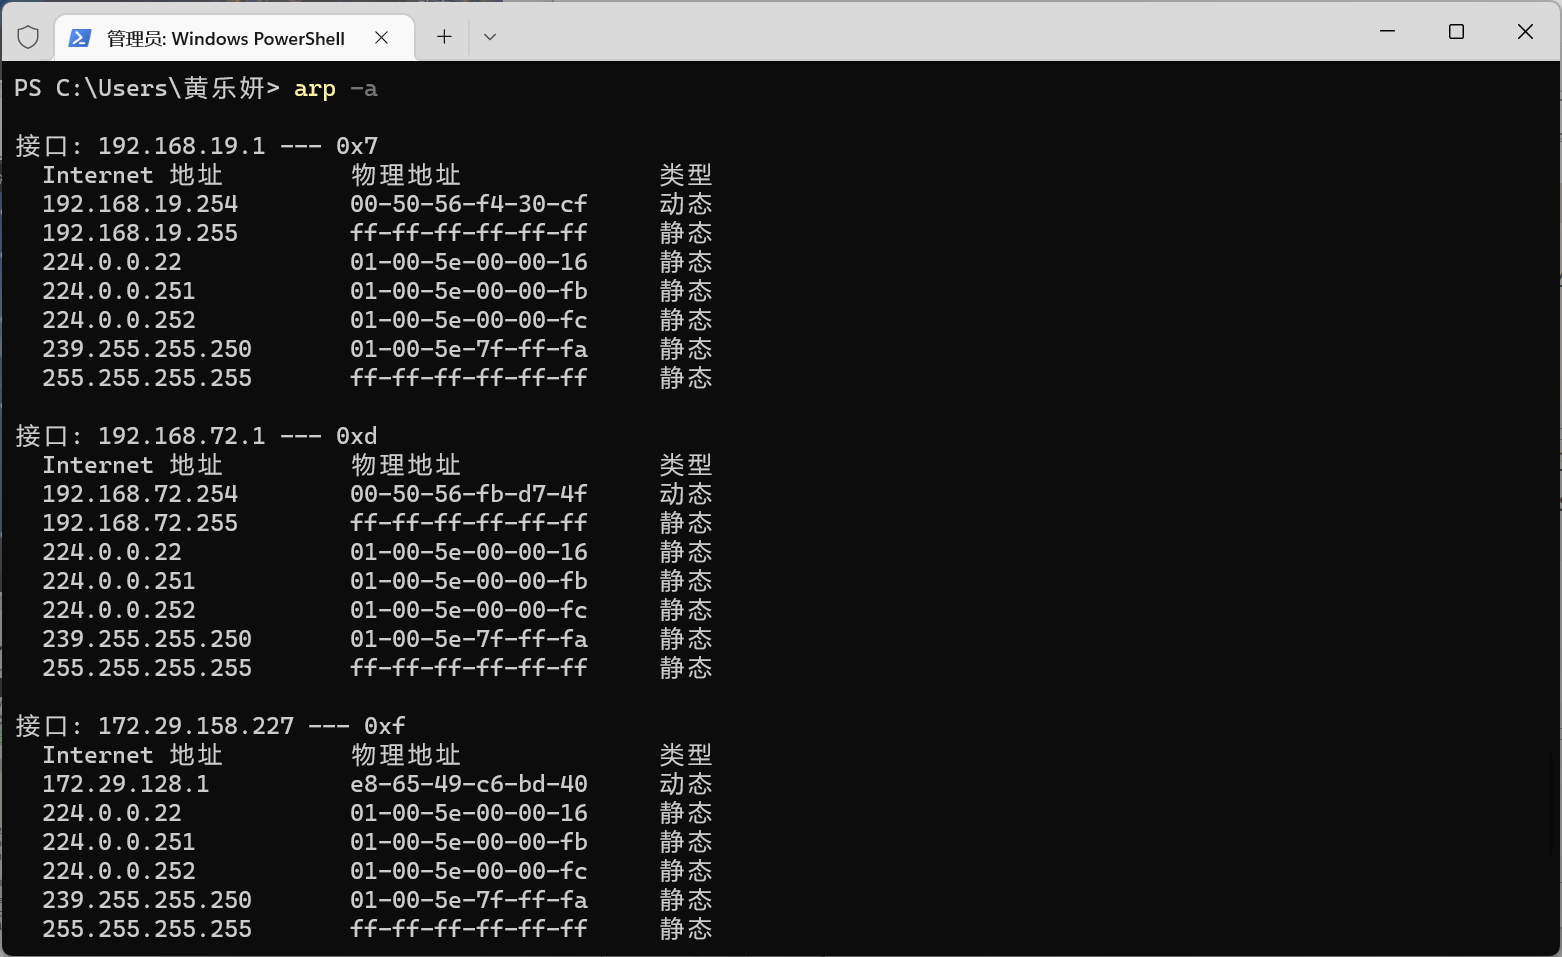 管理员: Windows PowerShell
PS C:\Users\黄乐妍> arp -a
接口: 192.168.19.1 --- 0x7
Internet 地址 物理地址 类型
192.168.19.254 00-50-56-f4-30-cf 动态
192.168.19.255 ff-ff-ff-ff-ff-ff 静态
224.0.0.22 01-00-5e-00-00-16 静态
224.0.0.251 01-00-5e-00-00-fb 静态
224.0.0.252 01-00-5e-00-00-fc 静态
239.255.255.250 01-00-5e-7f-ff-fa 静态
255.255.255.255 ff-ff-ff-ff-ff-ff 静态
接口: 192.168.72.1 --- 0xd
Internet 地址 物理地址 类型
192.168.72.254 00-50-56-fb-d7-4f 动态
192.168.72.255 ff-ff-ff-ff-ff-ff 静态
224.0.0.22 01-00-5e-00-00-16 静态
224.0.0.251 01-00-5e-00-00-fb 静态
224.0.0.252 01-00-5e-00-00-fc 静态
239.255.255.250 01-00-5e-7f-ff-fa 静态
255.255.255.255 ff-ff-ff-ff-ff-ff 静态
接口: 172.29.158.227 --- 0xf
Internet 地址 物理地址 类型
172.29.128.1 e8-65-49-c6-bd-40 动态
224.0.0.22 01-00-5e-00-00-16 静态
224.0.0.251 01-00-5e-00-00-fb 静态
224.0.0.252 01-00-5e-00-00-fc 静态
239.255.255.250 01-00-5e-7f-ff-fa 静态
255.255.255.255 ff-ff-ff-ff-ff-ff 静态